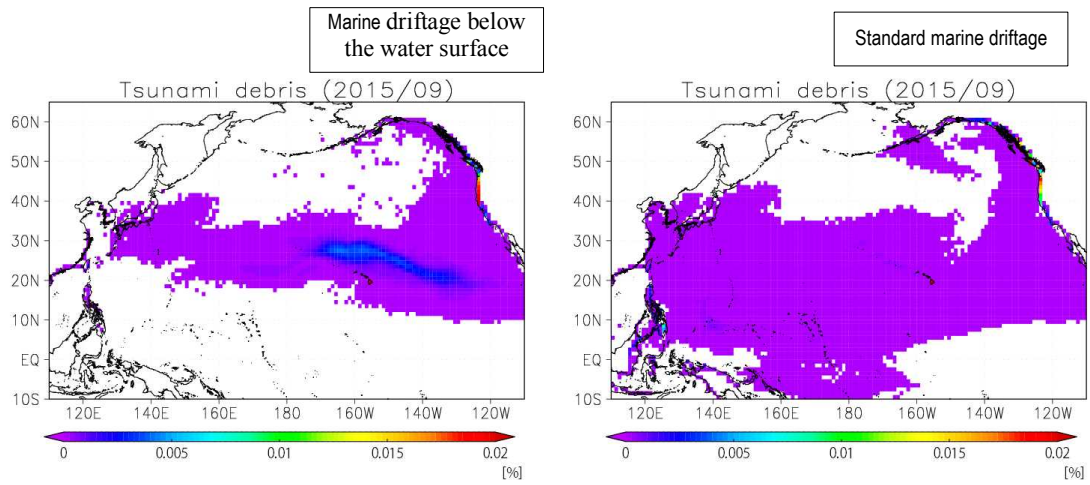 Marine driftage below
the water surface
Tsunami debris (2015/09)
60N
50N
40N
30N
20N
10N
EQ
10S
120E
140E
160E
180
160W
140W
120W
0
0.005
0.01
0.015
0.02
[%]
Standard marine driftage
Tsunami debris (2015/09)
60N
50N
40N
30N
20N
10N
EQ
10S
120E
140E
160E
180
160W
140W
120W
0
0.005
0.01
0.015
0.02
[%]